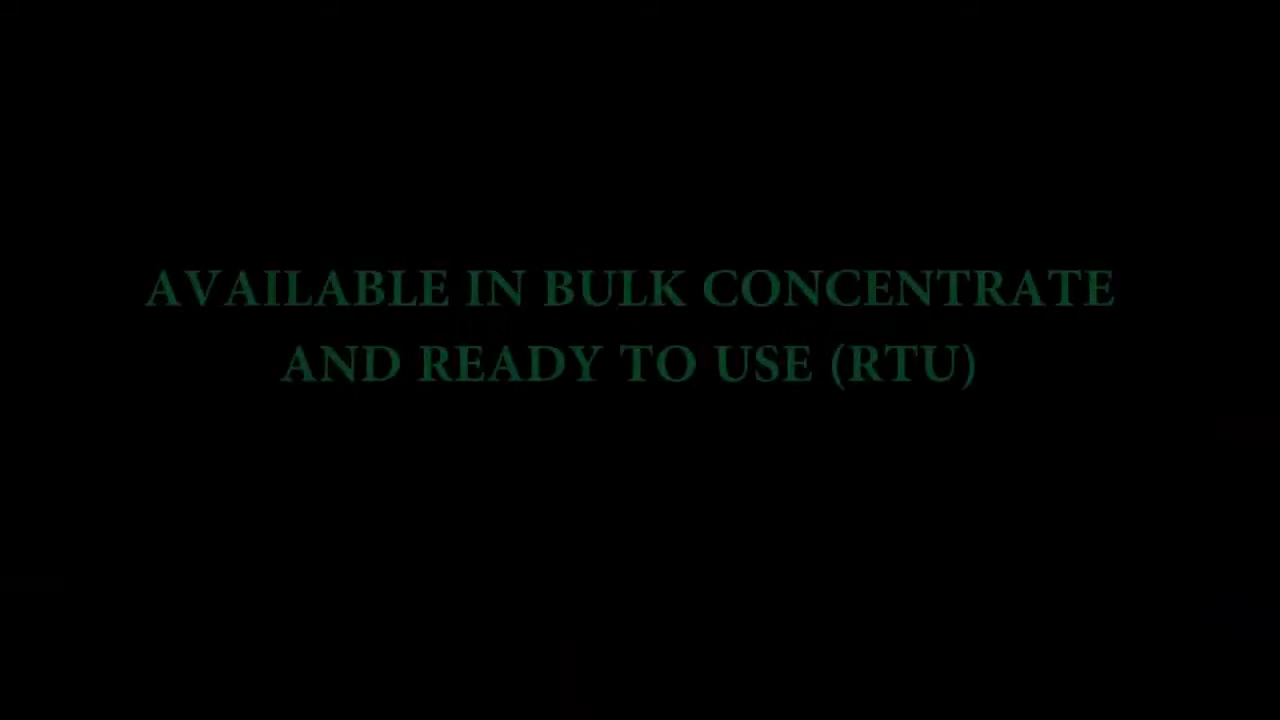 AVAILABLE IN BULK CONCENTRATE
AND READY TO USE (RTU)